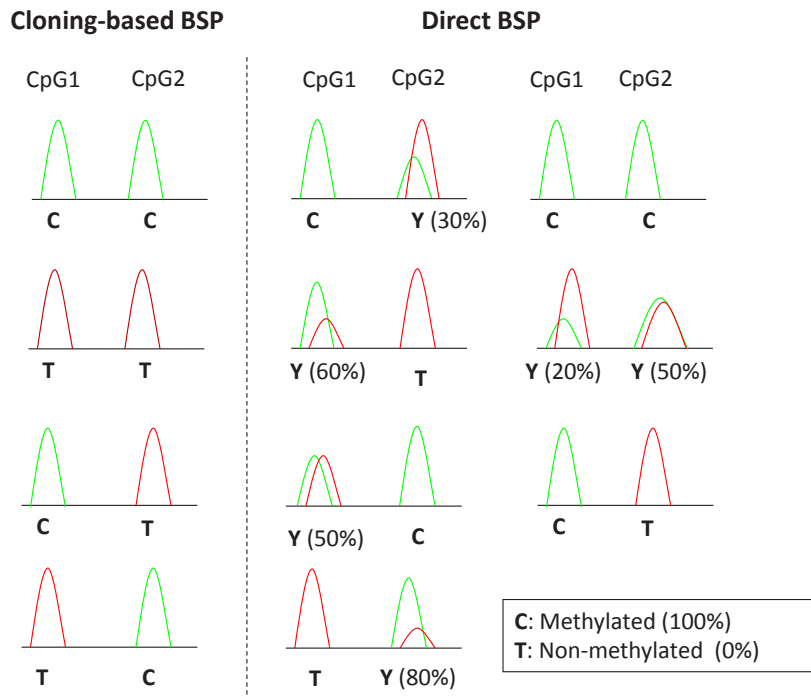 Cloning-based BSP
Direct BSP
CpG1 CpG2
CpG1 CpG2
CpG1 CpG2
C C
C Y (30%)
C C
T T
Y (60%) T
Y (20%) Y (50%)
C T
Y (50%) C
C T
T C
T Y (80%)
C: Methylated (100%)
T: Non-methylated (0%)